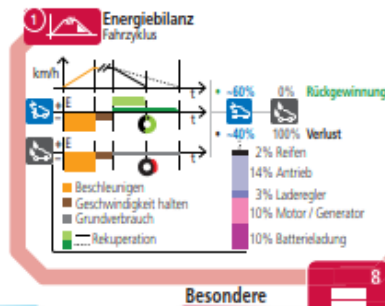 1 Energiebilanz
Fahrzyklus
km/h
t
E
+
-
t
E
+
-
t
• ~60% 0% Rückgewinnung
• ~40% 100% Verlust
2% Reifen
14% Antrieb
3% Laderegler
10% Motor / Generator
10% Batterieladung
Beschleunigen
Geschwindigkeit halten
Grundverbrauch
Rekuperation
8
Besondere